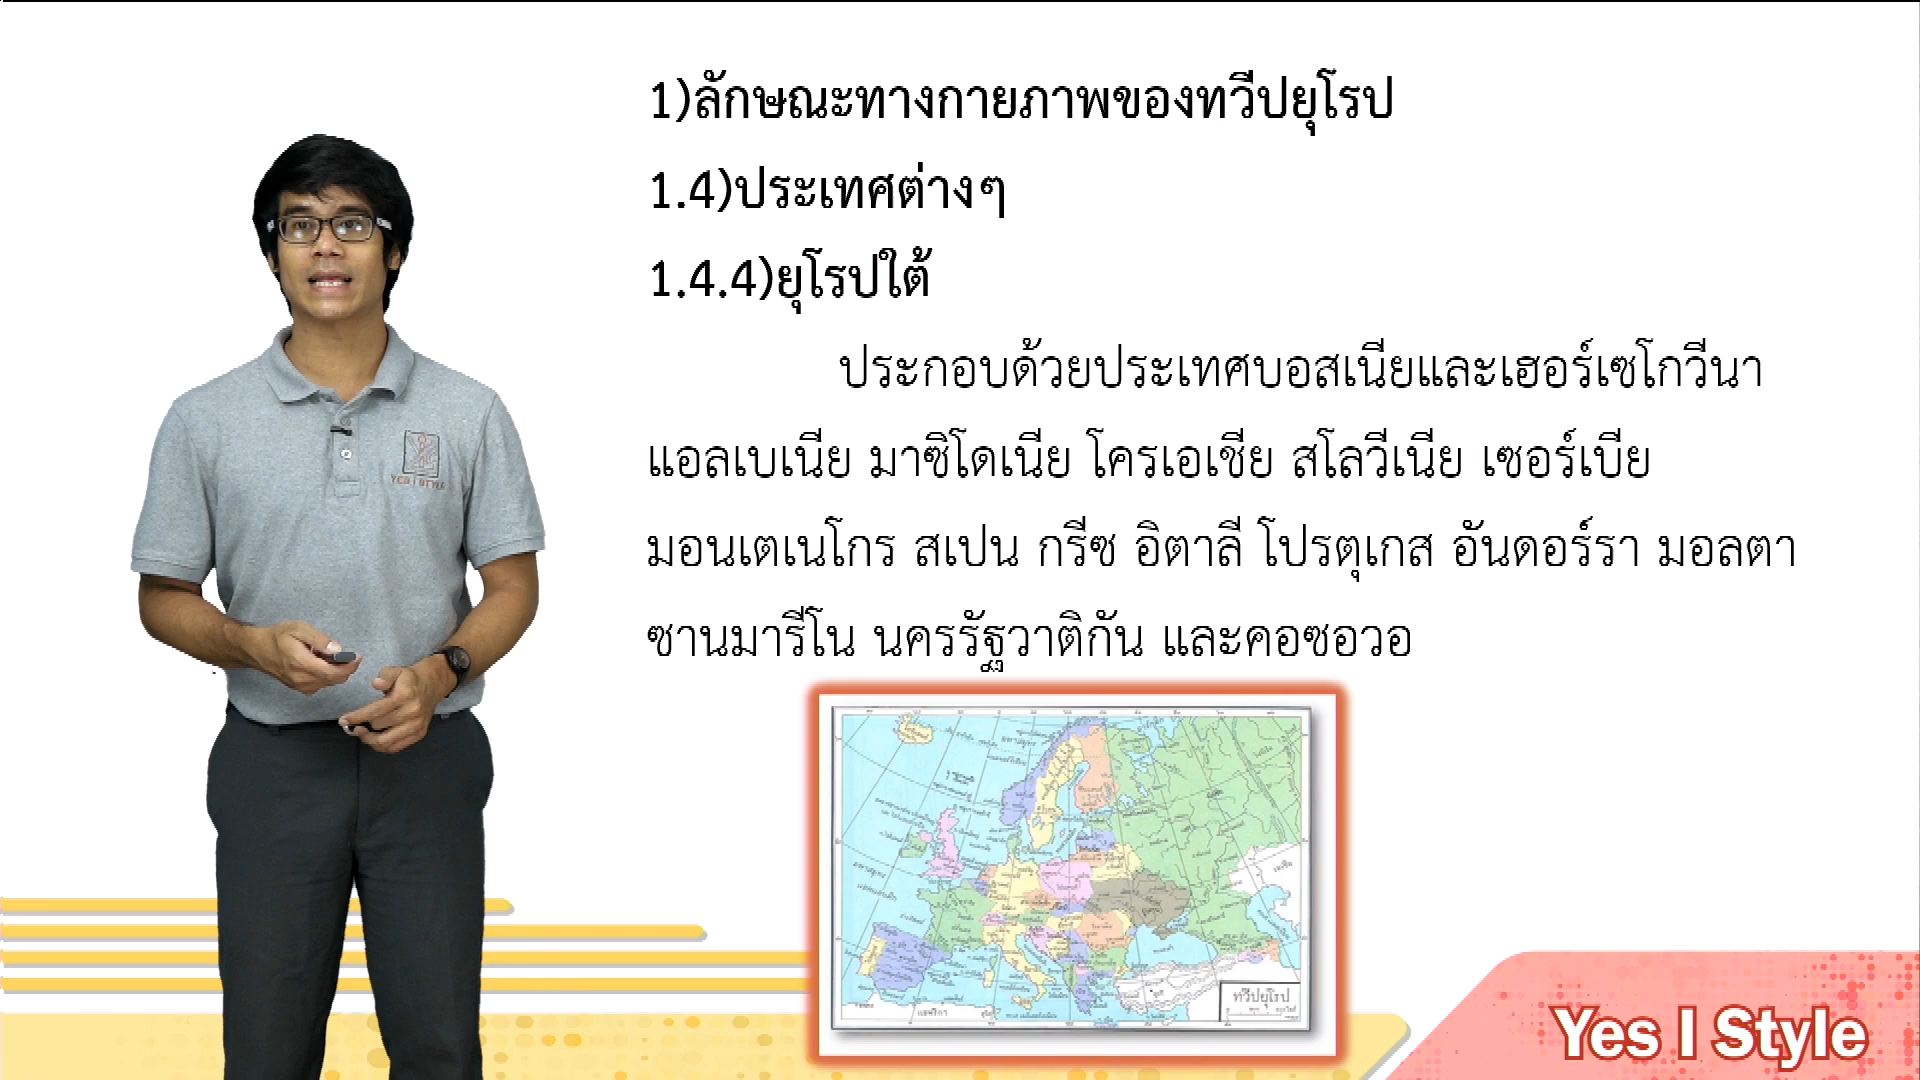 1)ลักษณะทางกายภาพของทวีปยุโรป
1.4)ประเทศต่างๆ
1.4.4)ยุโรปใต้
ประกอบด้วยประเทศบอสเนียและเฮอร์เซโกวีนา
แอลเบเนีย มาซิโดเนีย โครเอเชีย สโลวีเนีย เซอร์เบีย
มอนเตเนโกร สเปน กรีซ อิตาลี โปรตุเกส อันดอร์รา มอลตา
ซานมารีโน นครรัฐวาติกัน และคอซอวอ
YES I STYLE
ทวีปยุโรป
Yes I Style